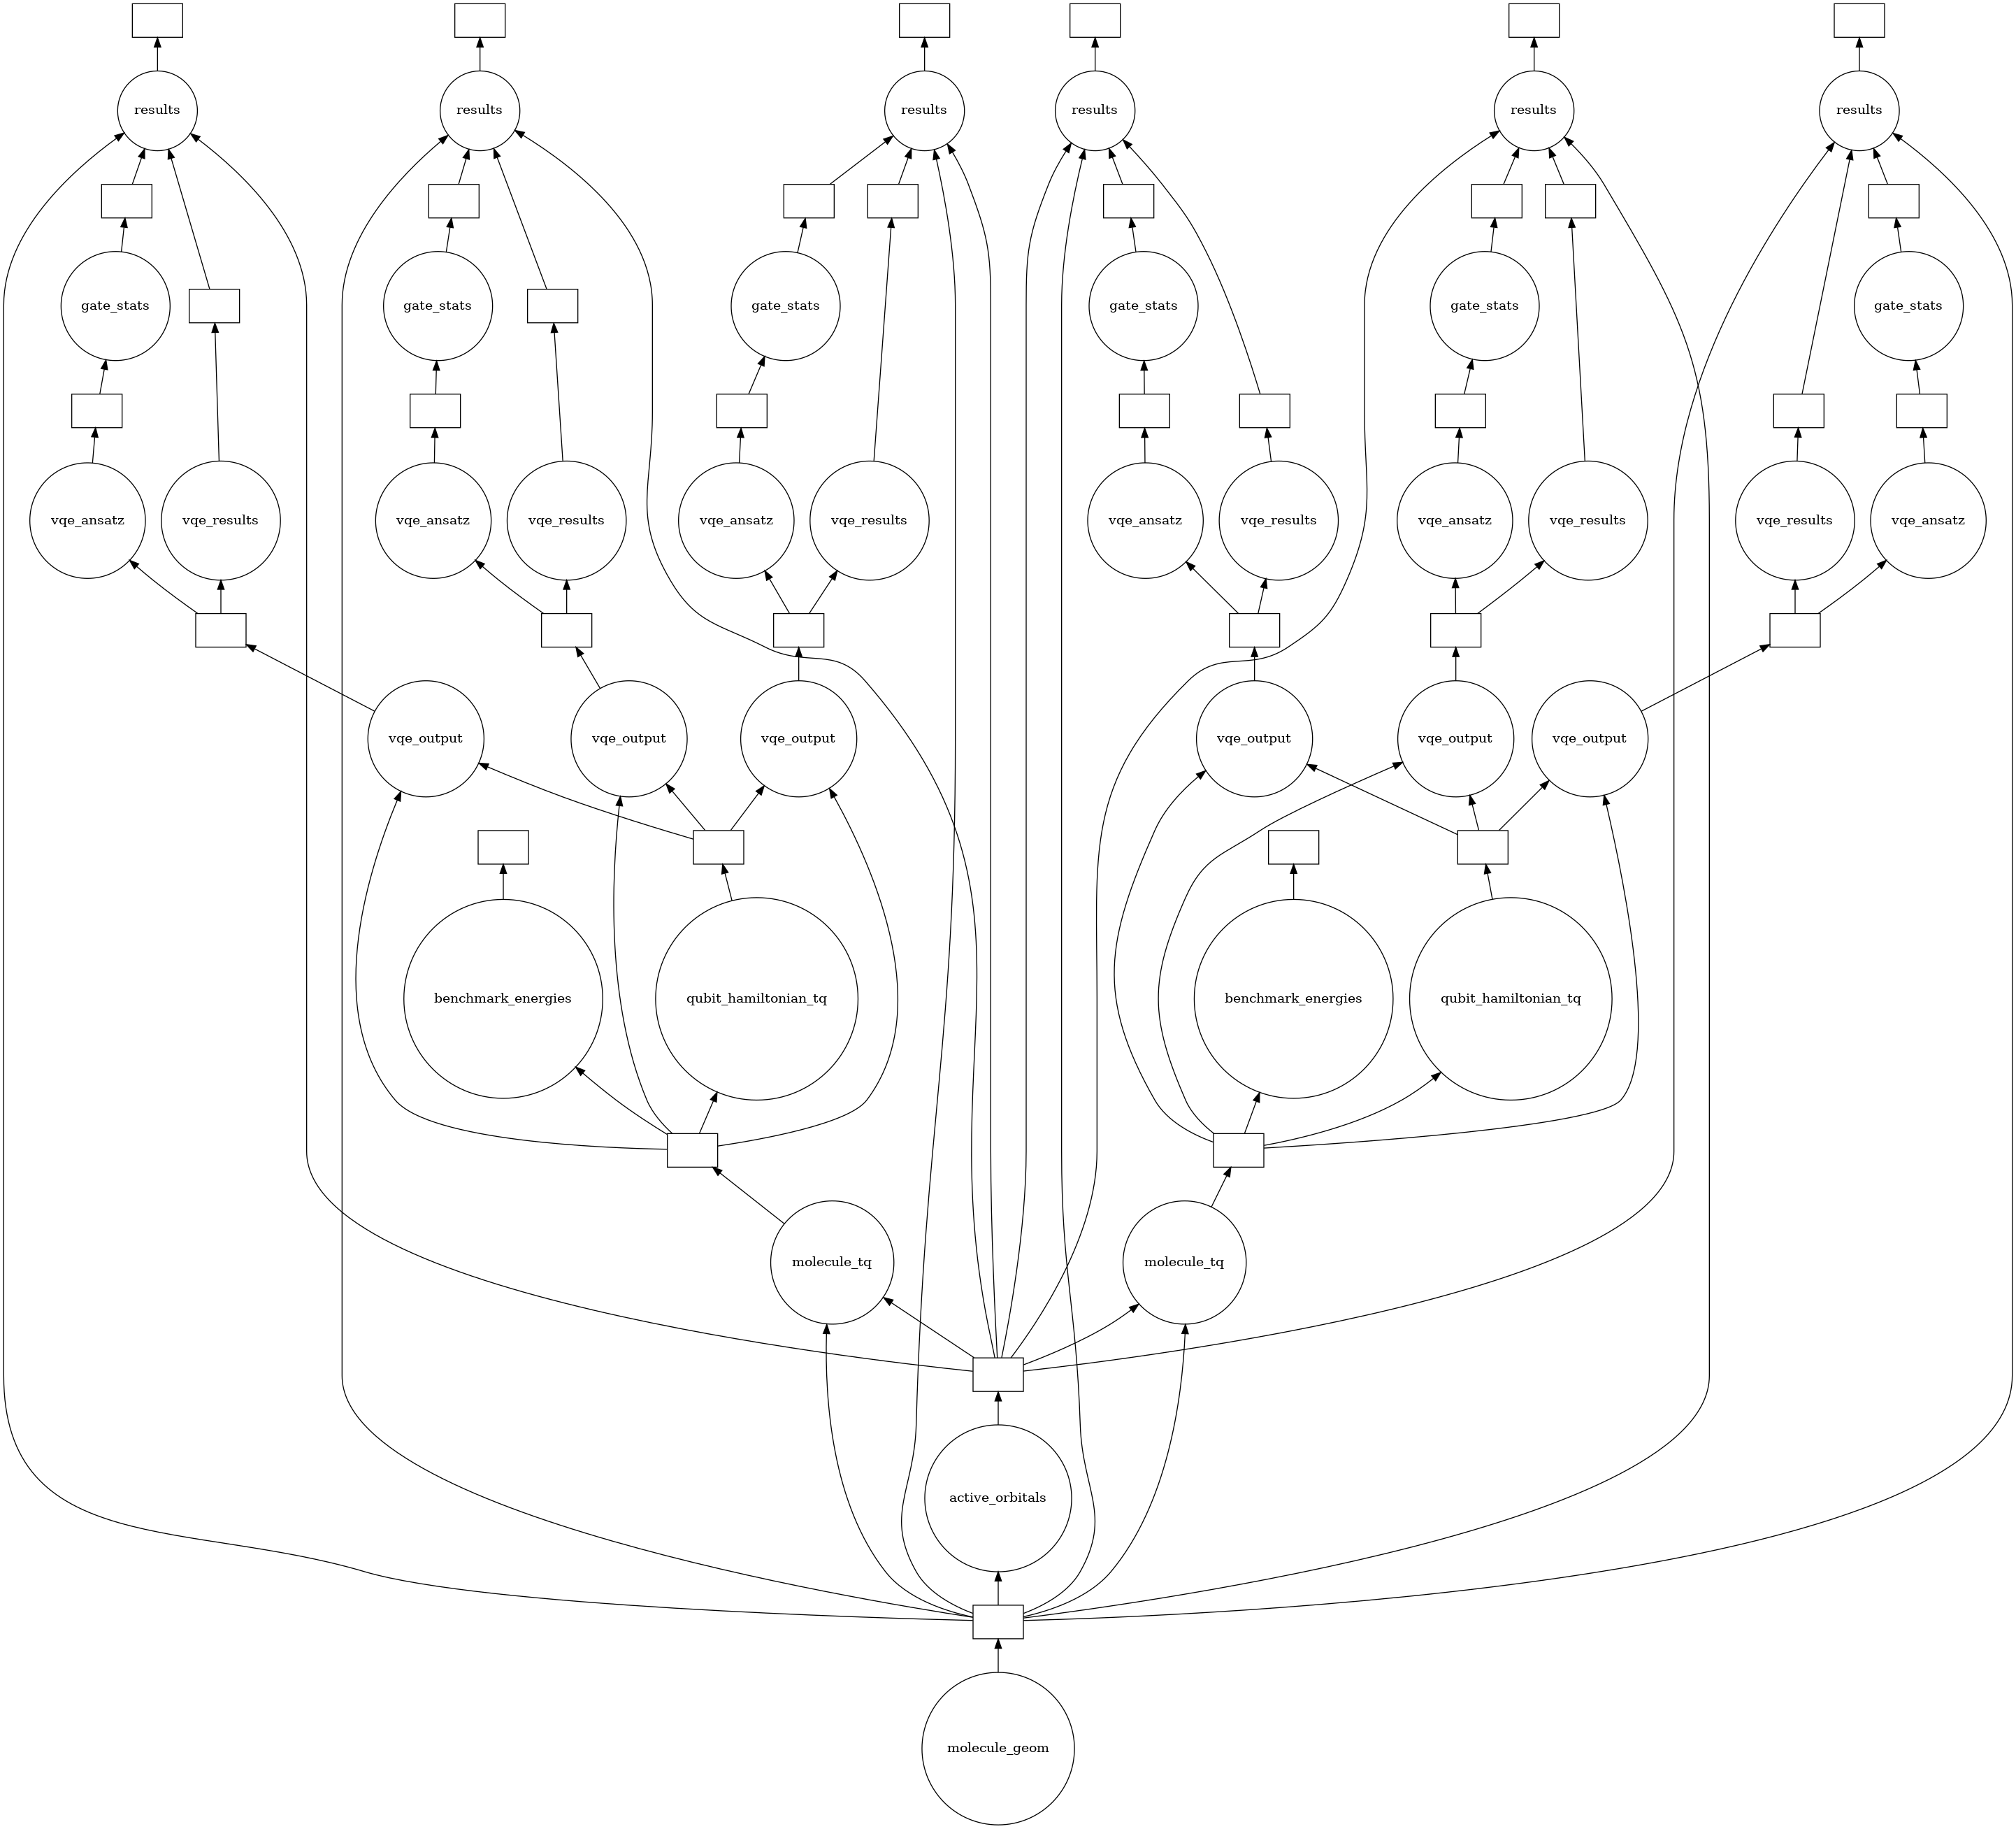 results
results
results
results
results
results
gate_stats
gate_stats
gate_stats
gate_stats
gate_stats
gate_stats
vqe_ansatz
vqe_results
vqe_ansatz
vqe_results
vqe_ansatz
vqe_results
vqe_ansatz
vqe_results
vqe_ansatz
vqe_results
vqe_results
vqe_ansatz
vqe_output
vqe_output
vqe_output
vqe_output
vqe_output
vqe_output
benchmark_energies
qubit_hamiltonian_tq
benchmark_energies
qubit_hamiltonian_tq
molecule_tq
molecule_tq
active_orbitals
molecule_geom